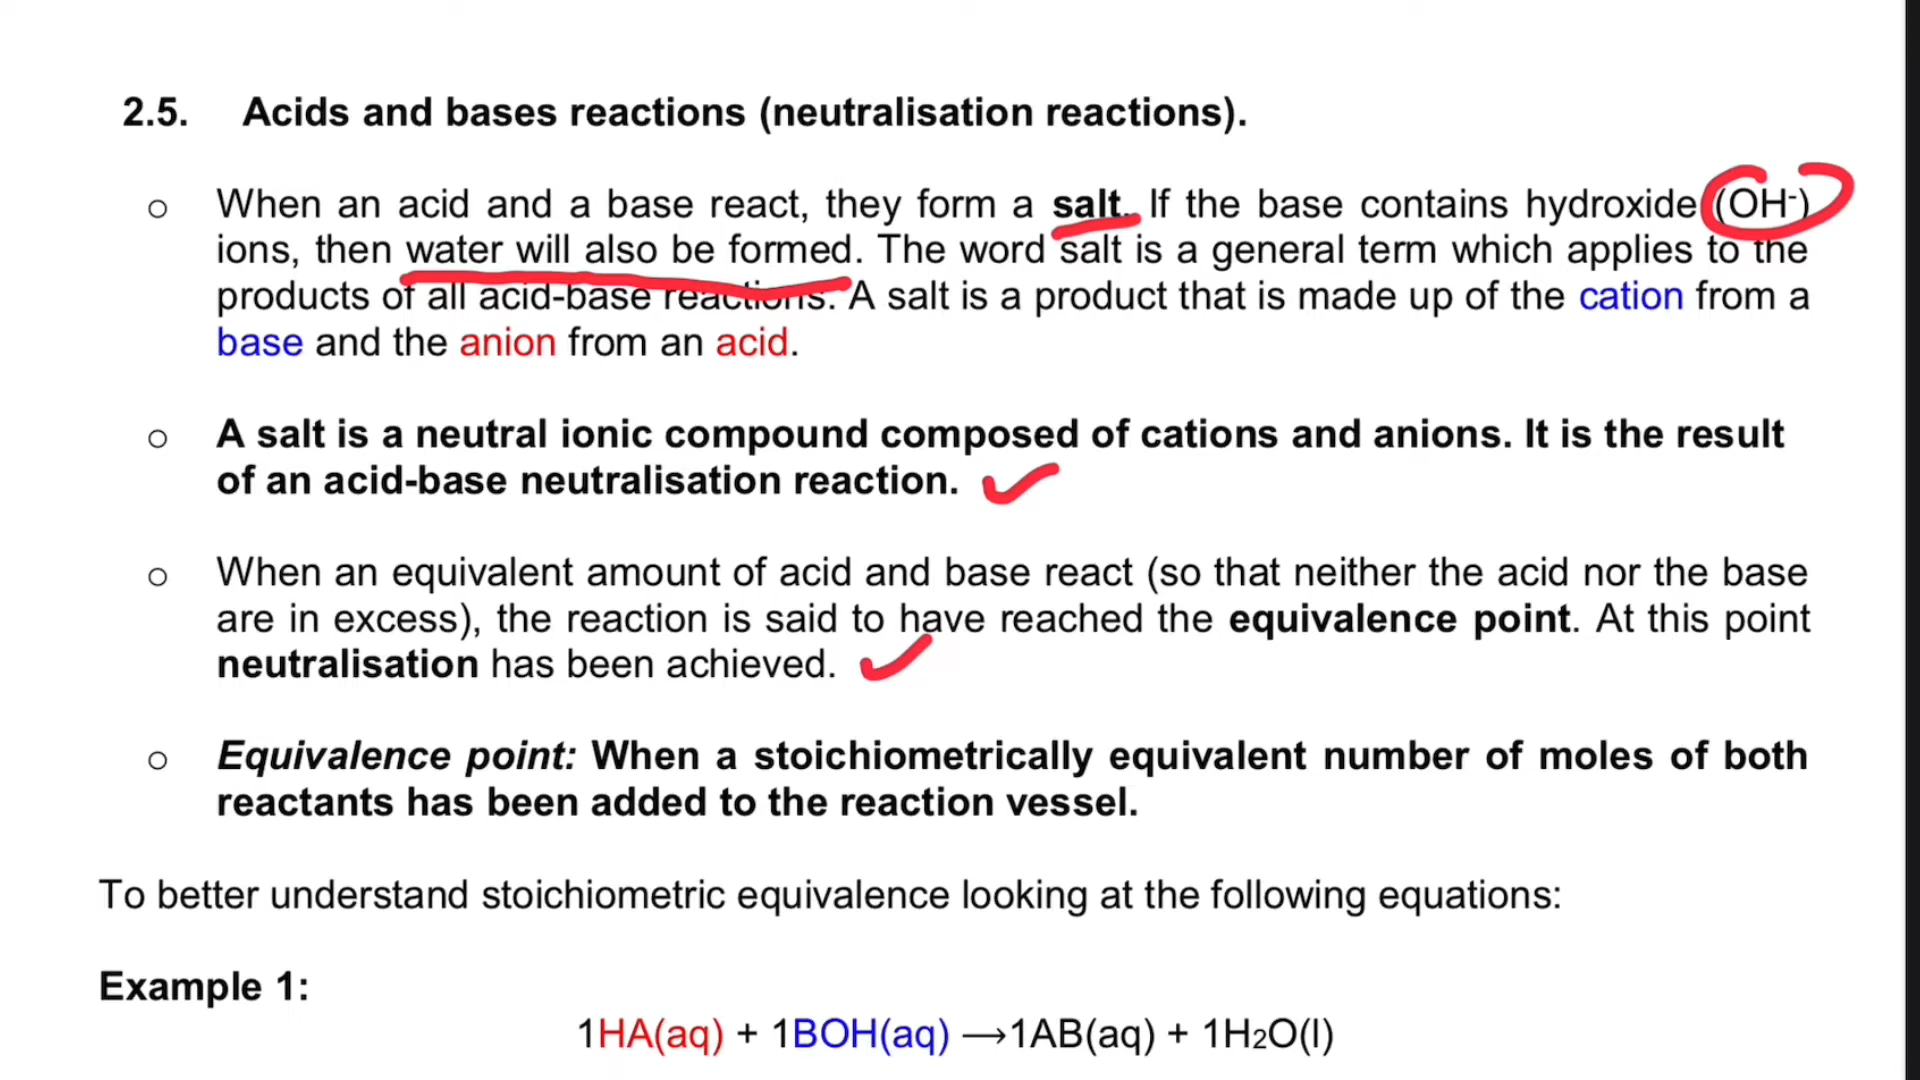 2.5. Acids and bases reactions (neutralisation reactions).
o When an acid and a base react, they form a salt. If the base contains hydroxide (OH-)
ions, then water will also be formed. The word salt is a general term which applies to the
products of all acid-base reactions. A salt is a product that is made up of the cation from a
base and the anion from an acid.
o A salt is a neutral ionic compound composed of cations and anions. It is the result
of an acid-base neutralisation reaction.
o When an equivalent amount of acid and base react (so that neither the acid nor the base
are in excess), the reaction is said to have reached the equivalence point. At this point
neutralisation has been achieved.
o Equivalence point: When a stoichiometrically equivalent number of moles of both
reactants has been added to the reaction vessel.
To better understand stoichiometric equivalence looking at the following equations:
Example 1:
1HA(aq) + 1BOH(aq) →1AB(aq) + 1H2O(l)